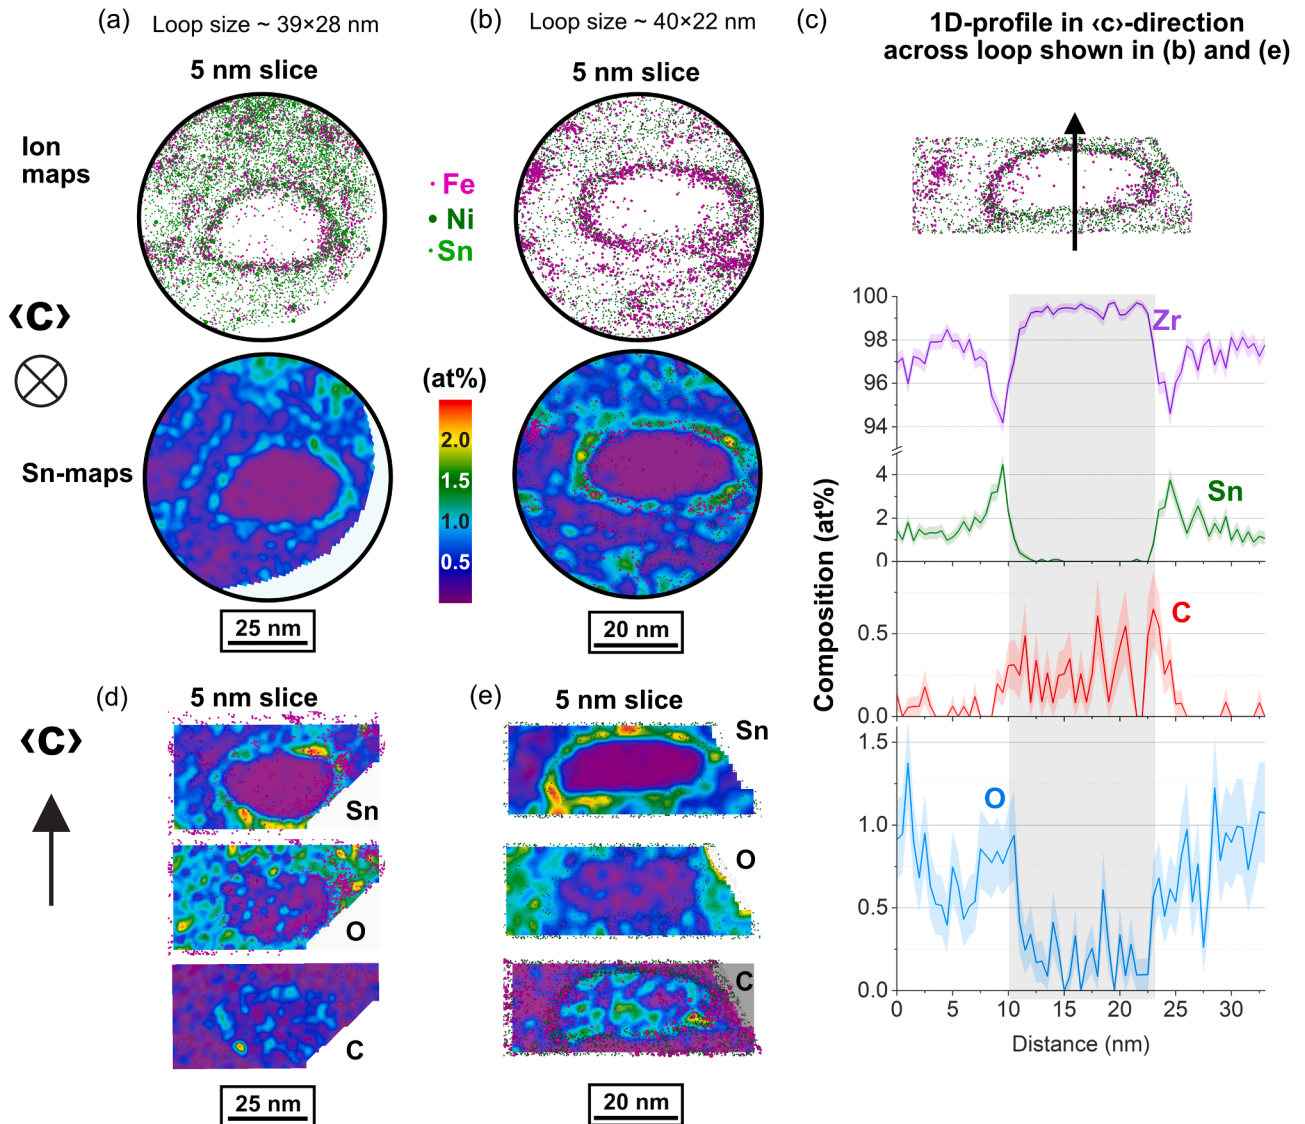 (a) Loop size ~ 39×28 nm
5 nm slice
(b) Loop size ~ 40×22 nm
5 nm slice
(c) 1D-profile in ‹c›-direction
across loop shown in (b) and (e)
Ion
maps
· Fe
• Ni
· Sn
‹c›
Sn-maps
(at%)
2.0
1.5
1.0
0.5
25 nm
20 nm
(d) 5 nm slice
‹c›
Sn
O
C
25 nm
(e) 5 nm slice
Sn
O
C
20 nm
Composition (at%)
100
98
96
94
Zr
4
2
0
Sn
0.5
0.0
C
1.5
1.0
0.5
0.0
O
0 5 10 15 20 25 30
Distance (nm)